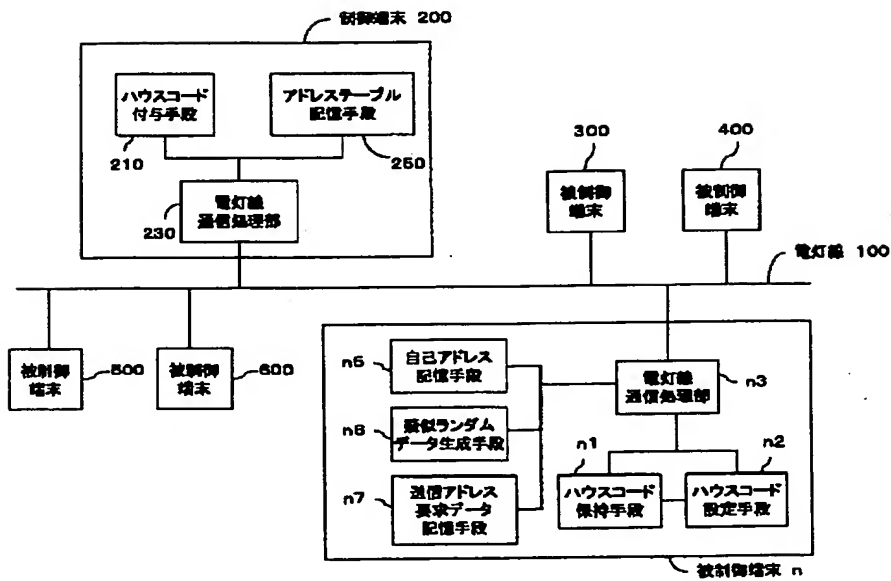 制御端末 200
ハウスコード
付与手段
アドレステーブル
記憶手段
210
250
電灯線
通信処理部
230
300
400
被制御
端末
被制御
端末
電灯線 100
被制御
端末
500
被制御
端末
600
n5
自己アドレス
記憶手段
電灯線
通信処理部
n3
n6
疑似ランダム
データ生成手段
n1
n2
n7
送信アドレス
要求データ
記憶手段
ハウスコード
保持手段
ハウスコード
設定手段
被制御端末 n